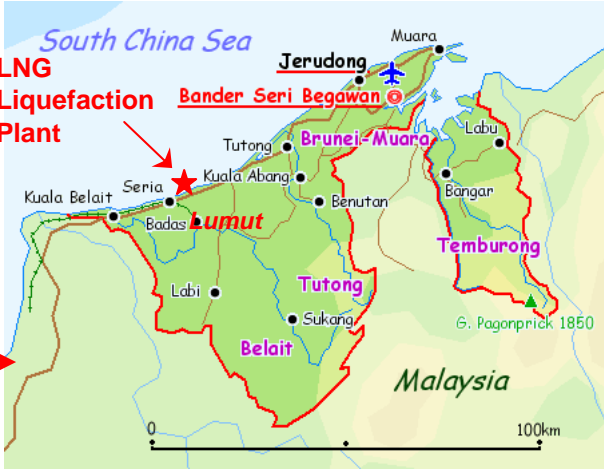 South China Sea
Muara
LNG
Liquefaction
Plant
Jerudong
Bander Seri Begawan
Tutong
Brunei-Muara
Labu
Kuala Belait
Seria
Kuala Abang
Bangar
Badas
Lumut
Benutan
Temburong
Labi
Tutong
Sukang
G. Pagonprick 1850
Belait
Malaysia
0
100km